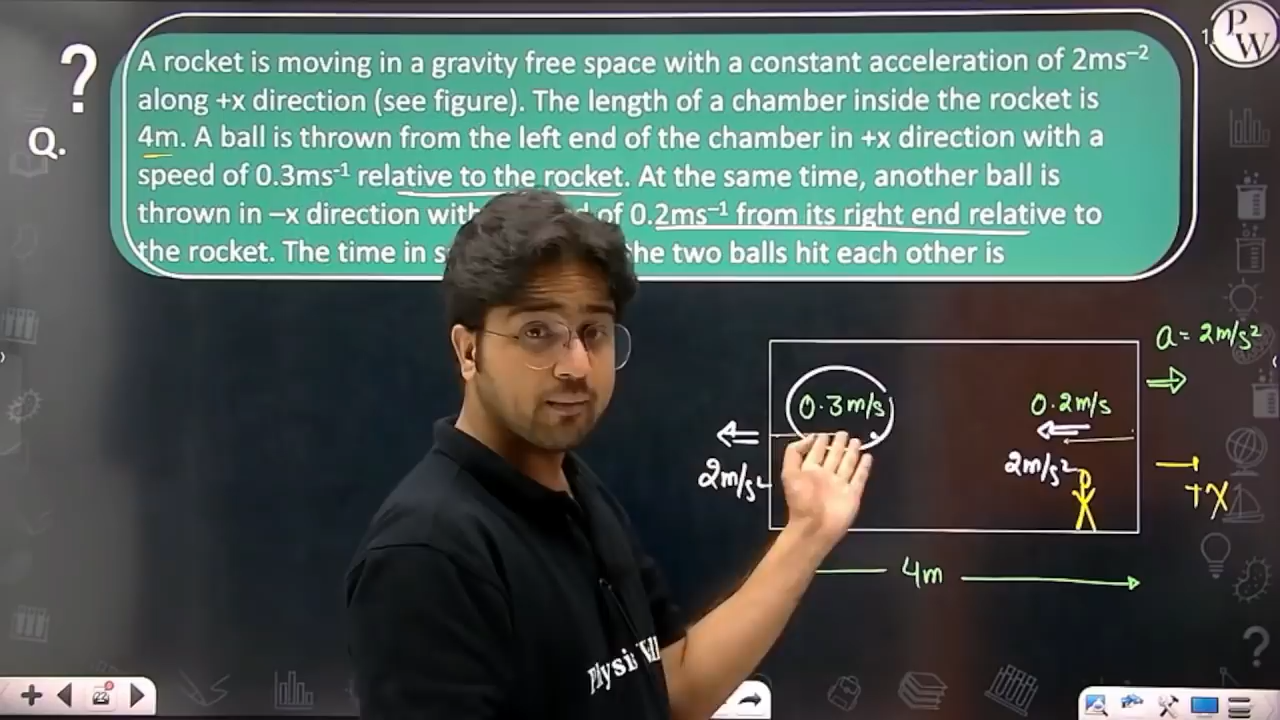 A rocket is moving in a gravity free space with a constant acceleration of 2ms⁻²
along +x direction (see figure). The length of a chamber inside the rocket is
4m. A ball is thrown from the left end of the chamber in +x direction with a
speed of 0.3ms⁻¹ relative to the rocket. At the same time, another ball is
thrown in –x direction with of 0.2ms⁻¹ from its right end relative to
the rocket. The time in the two balls hit each other is
?
Q.
PW
a = 2m/s²
0.3m/s
0.2m/s
2m/s²
2m/s²
+X
4m
22